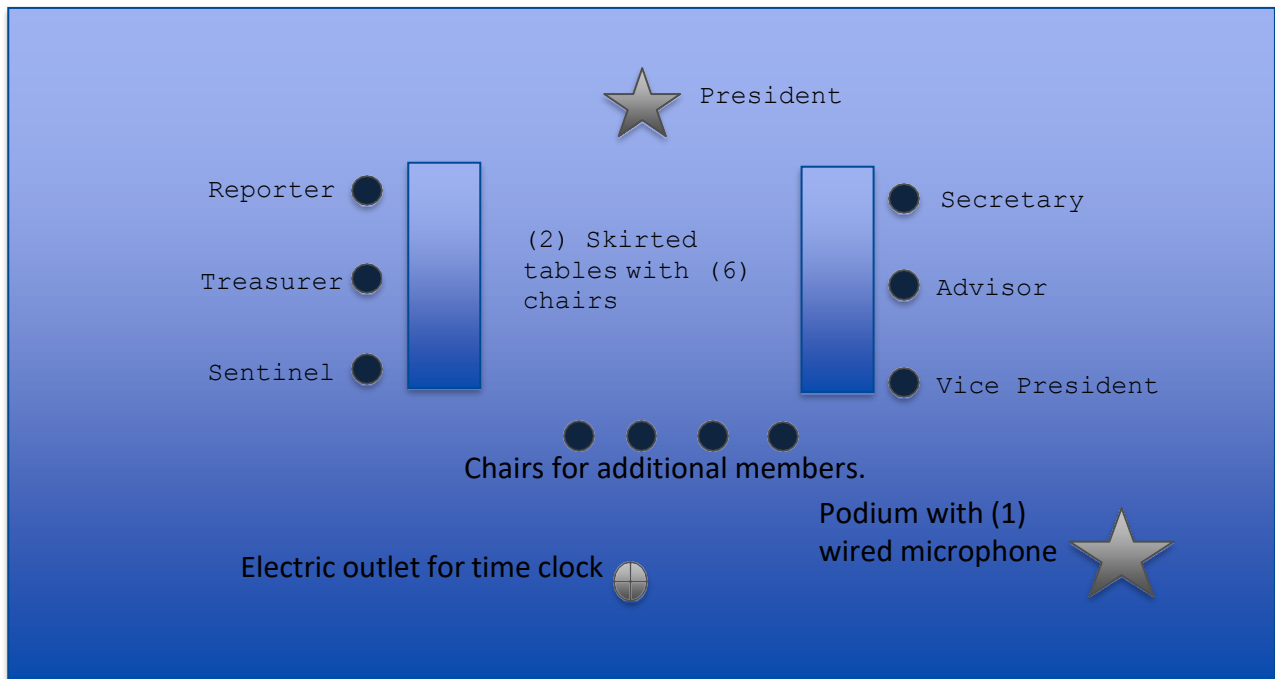 President
Reporter
Secretary
(2) Skirted
tables with (6)
chairs
Treasurer
Advisor
Sentinel
Vice President
Chairs for additional members.
Podium with (1)
wired microphone
Electric outlet for time clock